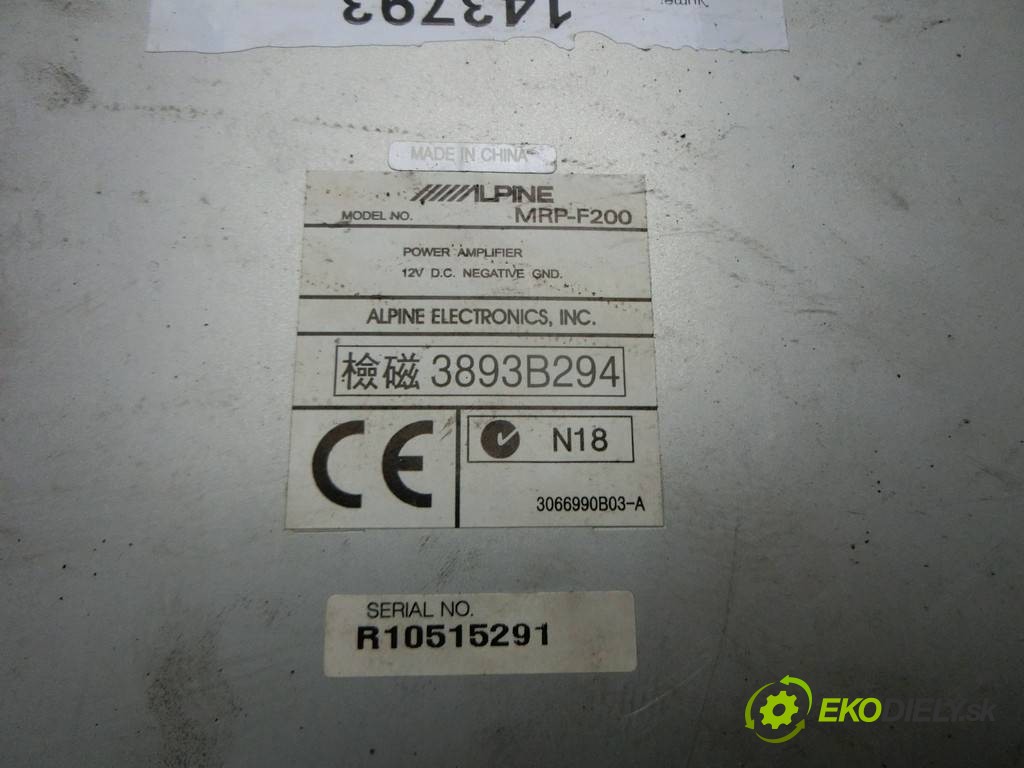 143793
MADE IN CHINA
ALPINE
MODEL NO. MRP-F200
POWER AMPLIFIER
12V D.C. NEGATIVE GND.
ALPINE ELECTRONICS, INC.
檢磁 3893B294
CE
N18
3066990B03-A
SERIAL NO.
R10515291
EKODIELY.sk